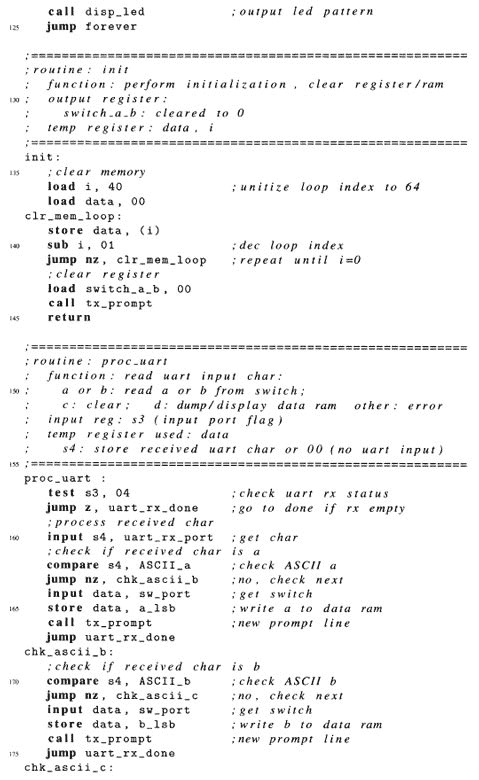 call disp_led ;output led pattern
125 jump forever
;=====================================================
;routine: init
; function: perform initialization, clear register/ram
130 ; output register:
; switch_a_b: cleared to 0
; temp register: data, i
;=====================================================
init:
135 ;clear memory
load i, 40 ;unitize loop index to 64
load data, 00
clr_mem_loop:
store data, (i)
140 sub i, 01 ;dec loop index
jump nz, clr_mem_loop ;repeat until i=0
;clear register
load switch_a_b, 00
call tx_prompt
145 return
;=====================================================
;routine: proc_uart
; function: read uart input char:
150 ; a or b: read a or b from switch;
; c: clear; d: dump/display data ram other: error
; input reg: s3 (input port flag)
; temp register used: data
; s4: store received uart char or 00 (no uart input)
155 ;=====================================================
proc_uart :
test s3, 04 ;check uart rx status
jump z, uart_rx_done ;go to done if rx empty
;process received char
160 input s4, uart_rx_port ;get char
;check if received char is a
compare s4, ASCII_a ;check ASCII a
jump nz, chk_ascii_b ;no, check next
input data, sw_port ;get switch
165 store data, a_lsb ;write a to data ram
call tx_prompt ;new prompt line
jump uart_rx_done
chk_ascii_b:
;check if received char is b
170 compare s4, ASCII_b ;check ASCII b
jump nz, chk_ascii_c ;no, check next
input data, sw_port ;get switch
store data, b_lsb ;write b to data ram
call tx_prompt ;new prompt line
175 jump uart_rx_done
chk_ascii_c: